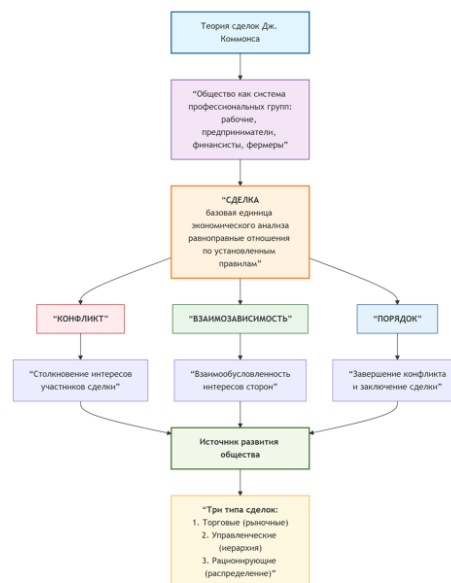 Теория сделок Дж.
Коммонса
“Общество как система
профессиональных групп:
рабочие,
предприниматели,
финансисты, фермеры”
“СДЕЛКА
базовая единица
экономического анализа
равноправные отношения
по установленным
правилам”
“КОНФЛИКТ”
“ВЗАИМОЗАВИСИМОСТЬ”
“ПОРЯДОК”
“Столкновение интересов
участников сделки”
“Взаимообусловленность
интересов сторон”
“Завершение конфликта
и заключение сделки”
Источник развития
общества
“Три типа сделок:
1. Торговые (рыночные)
2. Управленческие
(иерархия)
3. Рационирующие
(распределение)”